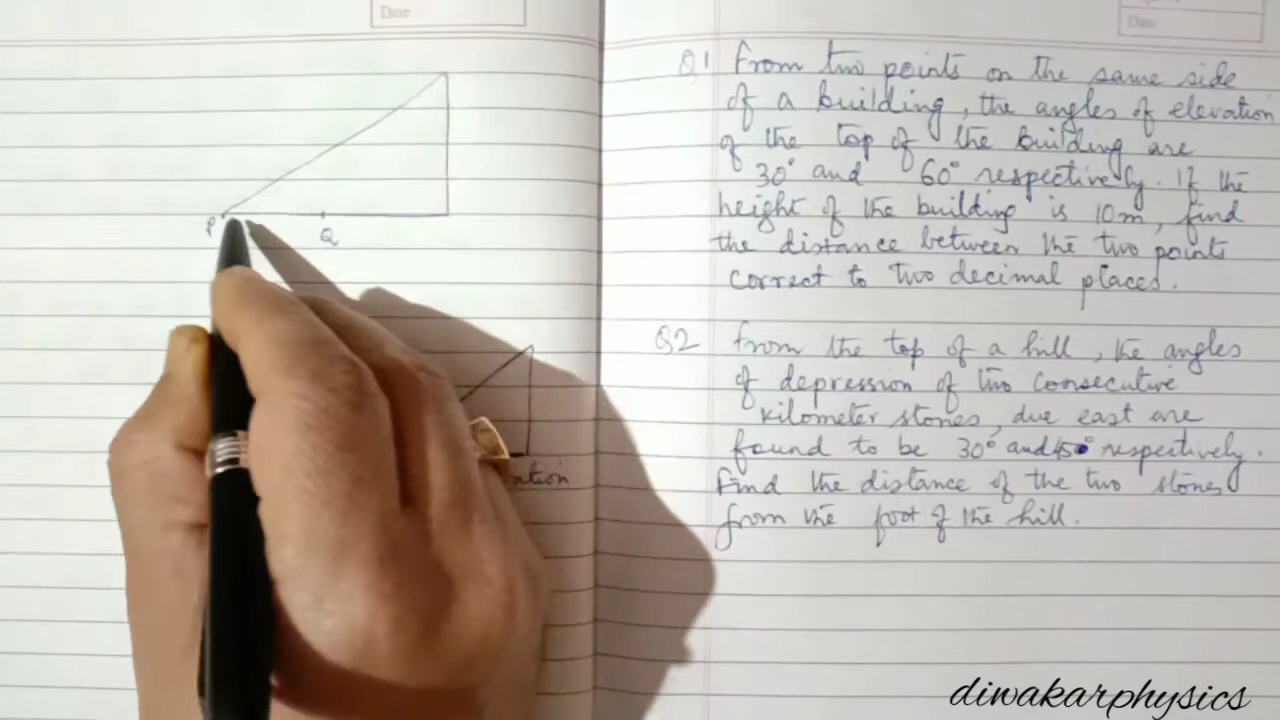 Date
P
Q
ation
Date
Q1 From two points on the same side
of a building, the angles of elevation
of the top of the building are
30° and 60° respectively. If the
height of the building is 10m, find
the distance between the two points
correct to two decimal places.
Q2 From the top of a hill, the angles
of depression of two consecutive
kilometer stones, due east are
found to be 30° and 45° respectively.
Find the distance of the two stones
from the foot of the hill.
diwakarphysics